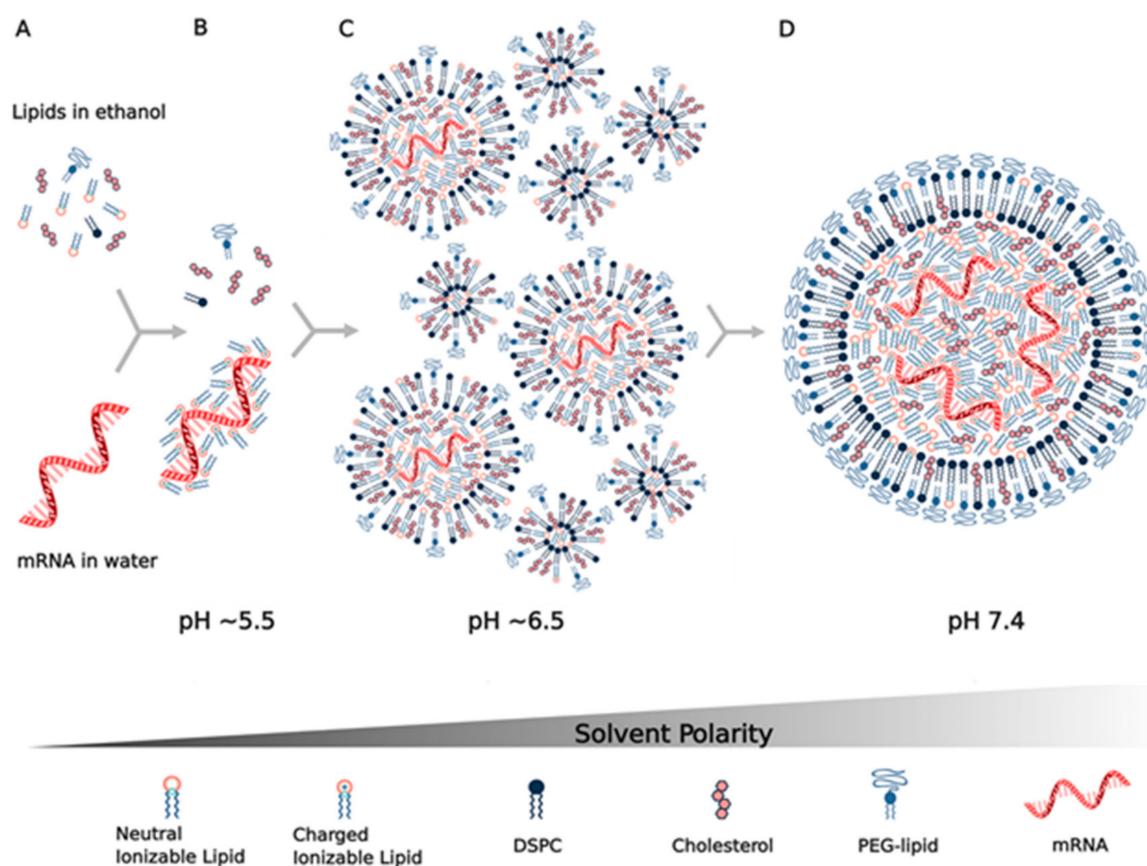 A
B
C
D
Lipids in ethanol
mRNA in water
pH ~5.5
pH ~6.5
pH 7.4
Solvent Polarity
Neutral
Ionizable Lipid
Charged
Ionizable Lipid
DSPC
Cholesterol
PEG-lipid
mRNA